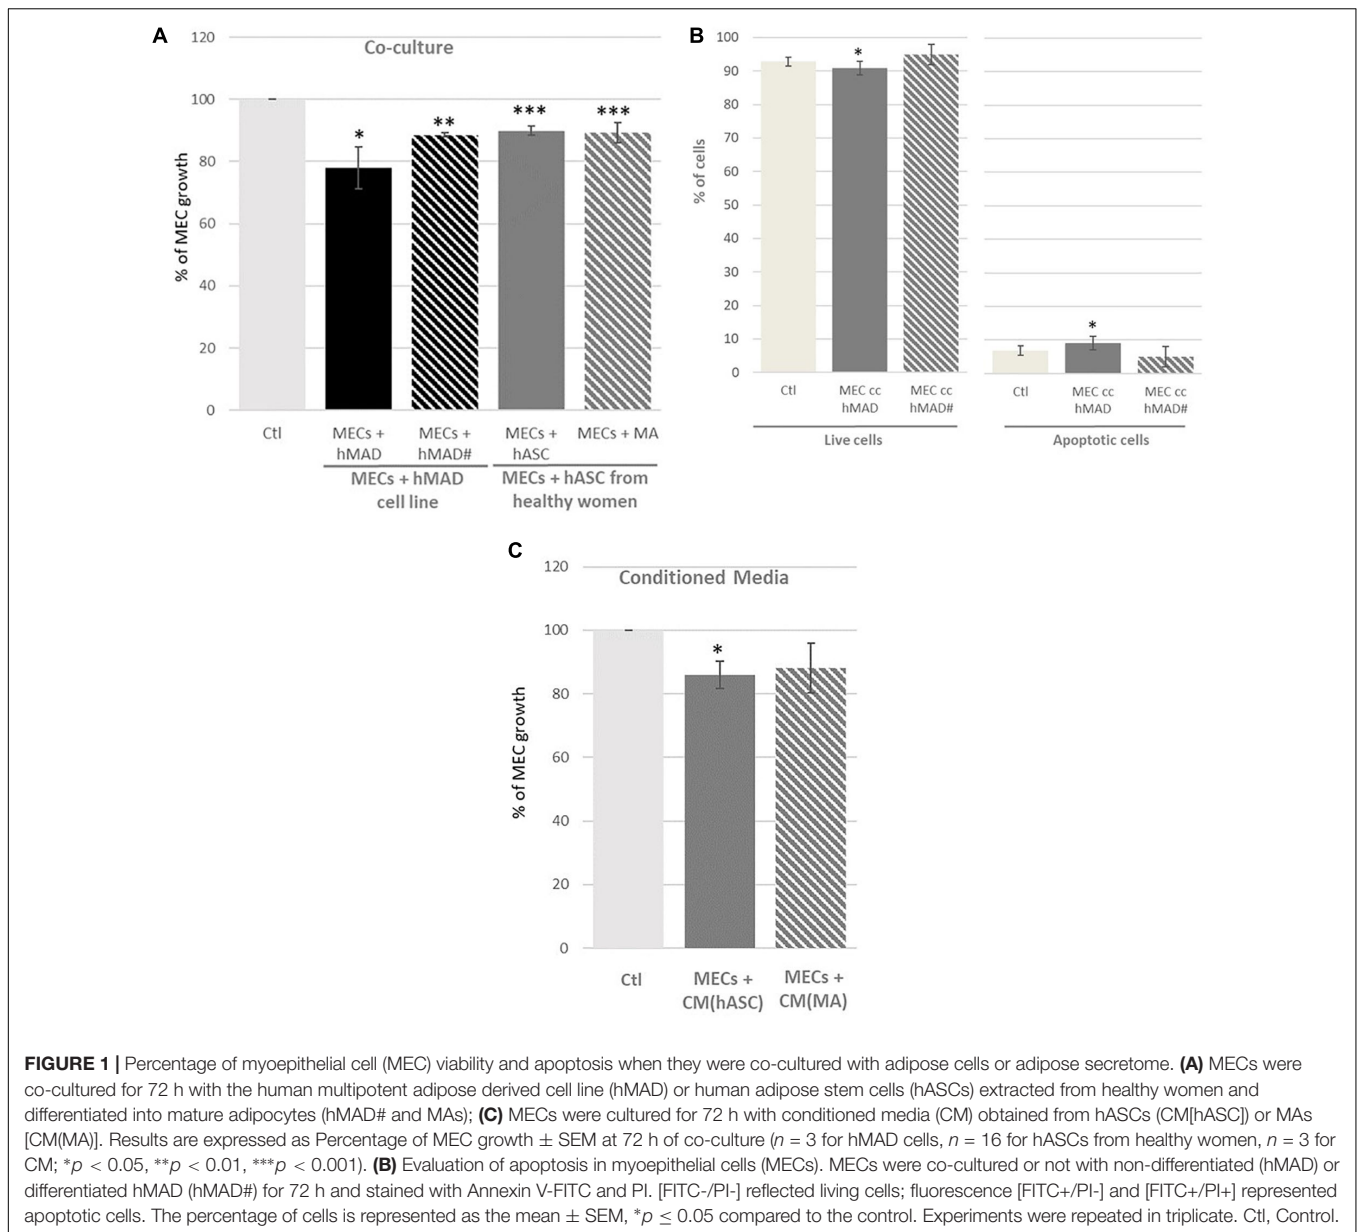 A
Co-culture
120
100
80
60
40
20
0
% of MEC growth
*
**
***
***
Ctl
MECs +
hMAD
MECs +
hMAD#
MECs +
hASC
MECs + MA
MECs + hMAD
cell line
MECs + hASC from
healthy women
B
100
90
80
70
60
50
40
30
20
10
0
% of cells
*
*
Ctl
MEC cc
hMAD
MEC cc
hMAD#
Live cells
Ctl
MEC cc
hMAD
MEC cc
hMAD#
Apoptotic cells
C
Conditioned Media
120
100
80
60
40
20
0
% of MEC growth
*
Ctl
MECs +
CM(hASC)
MECs +
CM(MA)
FIGURE 1 | Percentage of myoepithelial cell (MEC) viability and apoptosis when they were co-cultured with adipose cells or adipose secretome. (A) MECs were
co-cultured for 72 h with the human multipotent adipose derived cell line (hMAD) or human adipose stem cells (hASCs) extracted from healthy women and
differentiated into mature adipocytes (hMAD# and MAs); (C) MECs were cultured for 72 h with conditioned media (CM) obtained from hASCs (CM[hASC]) or MAs
[CM(MA)]. Results are expressed as Percentage of MEC growth ± SEM at 72 h of co-culture (n = 3 for hMAD cells, n = 16 for hASCs from healthy women, n = 3 for
CM; *p < 0.05, **p < 0.01, ***p < 0.001). (B) Evaluation of apoptosis in myoepithelial cells (MECs). MECs were co-cultured or not with non-differentiated (hMAD) or
differentiated hMAD (hMAD#) for 72 h and stained with Annexin V-FITC and PI. [FITC-/PI-] reflected living cells; fluorescence [FITC+/PI-] and [FITC+/PI+] represented
apoptotic cells. The percentage of cells is represented as the mean ± SEM, *p ≤ 0.05 compared to the control. Experiments were repeated in triplicate. Ctl, Control.